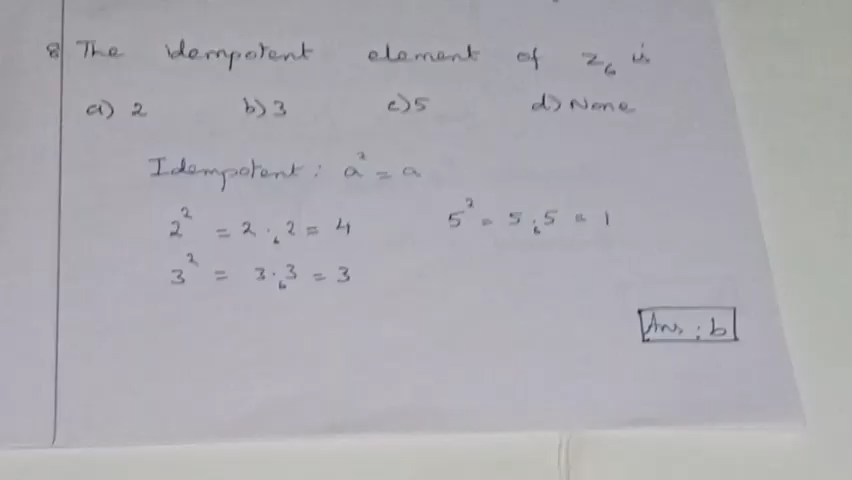 8 The idempotent element of Z₆ is
a) 2 b) 3 c) 5 d) None
Idempotent : a² = a
2² = 2 ·₆ 2 = 4 5² = 5 ·₆ 5 = 1
3² = 3 ·₆ 3 = 3
Ans : b